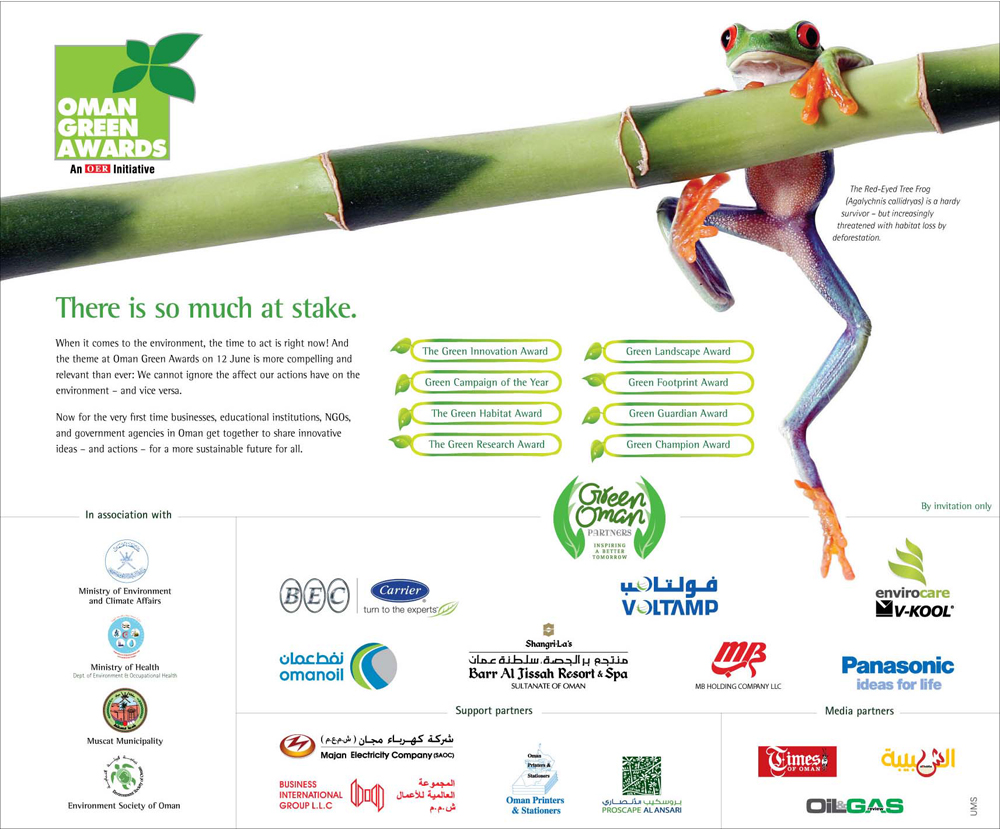 OMAN
GREEN
AWARDS
An OER Initiative
The Red-Eyed Tree Frog
(Agalychnis callidryas) is a hardy
survivor – but increasingly
threatened with habitat loss by
deforestation.
There is so much at stake.
When it comes to the environment, the time to act is right now! And
the theme at Oman Green Awards on 12 June is more compelling and
relevant than ever: We cannot ignore the affect our actions have on the
environment – and vice versa.
Now for the very first time businesses, educational institutions, NGOs,
and government agencies in Oman get together to share innovative
ideas – and actions – for a more sustainable future for all.
The Green Innovation Award
Green Campaign of the Year
The Green Habitat Award
The Green Research Award
Green Landscape Award
Green Footprint Award
Green Guardian Award
Green Champion Award
Green
Oman
PARTNERS
INSPIRING
A BETTER
TOMORROW
By invitation only
In association with
Ministry of Environment
and Climate Affairs
Ministry of Health
Dept. of Environment & Occupational Health
Muscat Municipality
Environment Society of Oman
BEC
Carrier
turn to the experts
فولتامب
VOLTAMP
envirocare
V-KOOL®
نفط عمان
omanoil
Shangri-La's
منتجع بر الجصة، سلطنة عمان
Barr Al Jissah Resort & Spa
SULTANATE OF OMAN
MB
MB HOLDING COMPANY LLC
Panasonic
ideas for life
Support partners
شركة كهرباء مجان (ش.م.ع.م)
Majan Electricity Company (SAOC)
BUSINESS
INTERNATIONAL
GROUP L.L.C
المجموعة
العالمية للأعمال
ش.م.م
Oman
Printers &
Stationers
Oman Printers
& Stationers
بروسكيب الأنصاري
PROSCAPE AL ANSARI
Media partners
Times
OF OMAN
الشبيبة
Oil & GAS
review
UMS